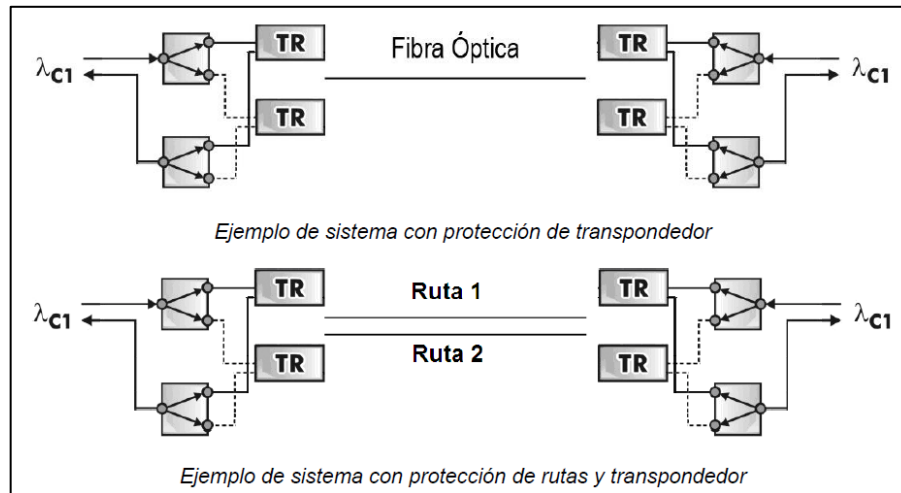 TR
Fibra Óptica
TR
λC1
λC1
TR
TR
Ejemplo de sistema con protección de transpondedor
TR
Ruta 1
TR
λC1
λC1
TR
Ruta 2
TR
Ejemplo de sistema con protección de rutas y transpondedor